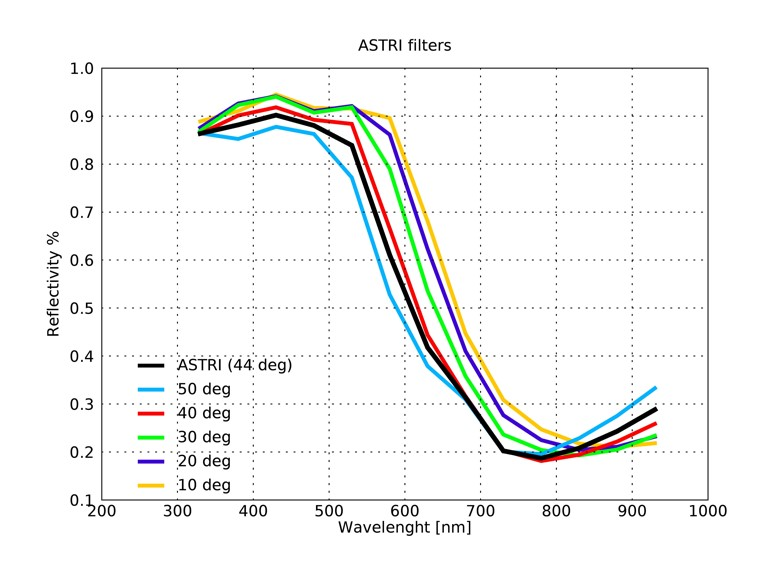 ASTRI filters
1.0
0.9
0.8
0.7
0.6
0.5
0.4
0.3
0.2
0.1
Reflectivity %
ASTRI (44 deg)
50 deg
40 deg
30 deg
20 deg
10 deg
200 300 400 500 600 700 800 900 1000
Wavelenght [nm]